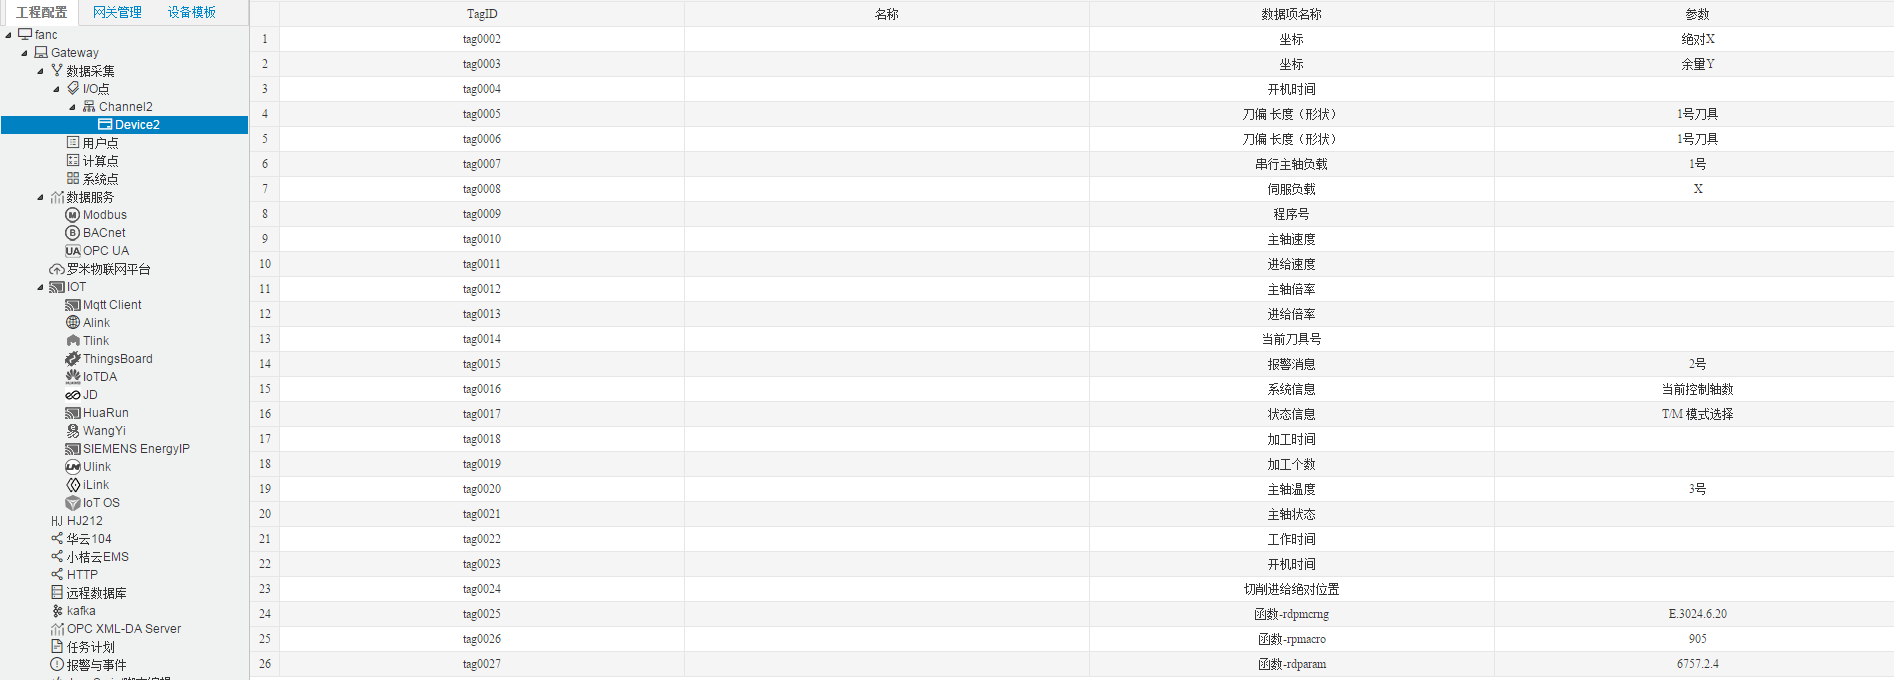 工程配置 网关管理 设备模板
fanc
Gateway
数据采集
I/O点
Channel2
Device2
用户点
计算点
系统点
数据服务
M Modbus
B BACnet
UA OPC UA
罗米物联网平台
IOT
Mqtt Client
Alink
Tlink
ThingsBoard
IoTDA
JD
HuaRun
WangYi
SIEMENS EnergyIP
Ulink
iLink
IoT OS
HJ HJ212
华云104
小桔云EMS
HTTP
远程数据库
kafka
OPC XML-DA Server
任务计划
报警与事件
TagID 名称 数据项名称 参数
1 tag0002 坐标 绝对X
2 tag0003 坐标 余量Y
3 tag0004 开机时间
4 tag0005 刀偏 长度（形状） 1号刀具
5 tag0006 刀偏 长度（形状） 1号刀具
6 tag0007 串行主轴负载 1号
7 tag0008 伺服负载 X
8 tag0009 程序号
9 tag0010 主轴速度
10 tag0011 进给速度
11 tag0012 主轴倍率
12 tag0013 进给倍率
13 tag0014 当前刀具号
14 tag0015 报警消息 2号
15 tag0016 系统信息 当前控制轴数
16 tag0017 状态信息 T/M 模式选择
17 tag0018 加工时间
18 tag0019 加工个数
19 tag0020 主轴温度 3号
20 tag0021 主轴状态
21 tag0022 工作时间
22 tag0023 开机时间
23 tag0024 切削进给绝对位置
24 tag0025 函数-rdpmcrng E.3024.6.20
25 tag0026 函数-rpmacro 905
26 tag0027 函数-rdparam 6757.2.4